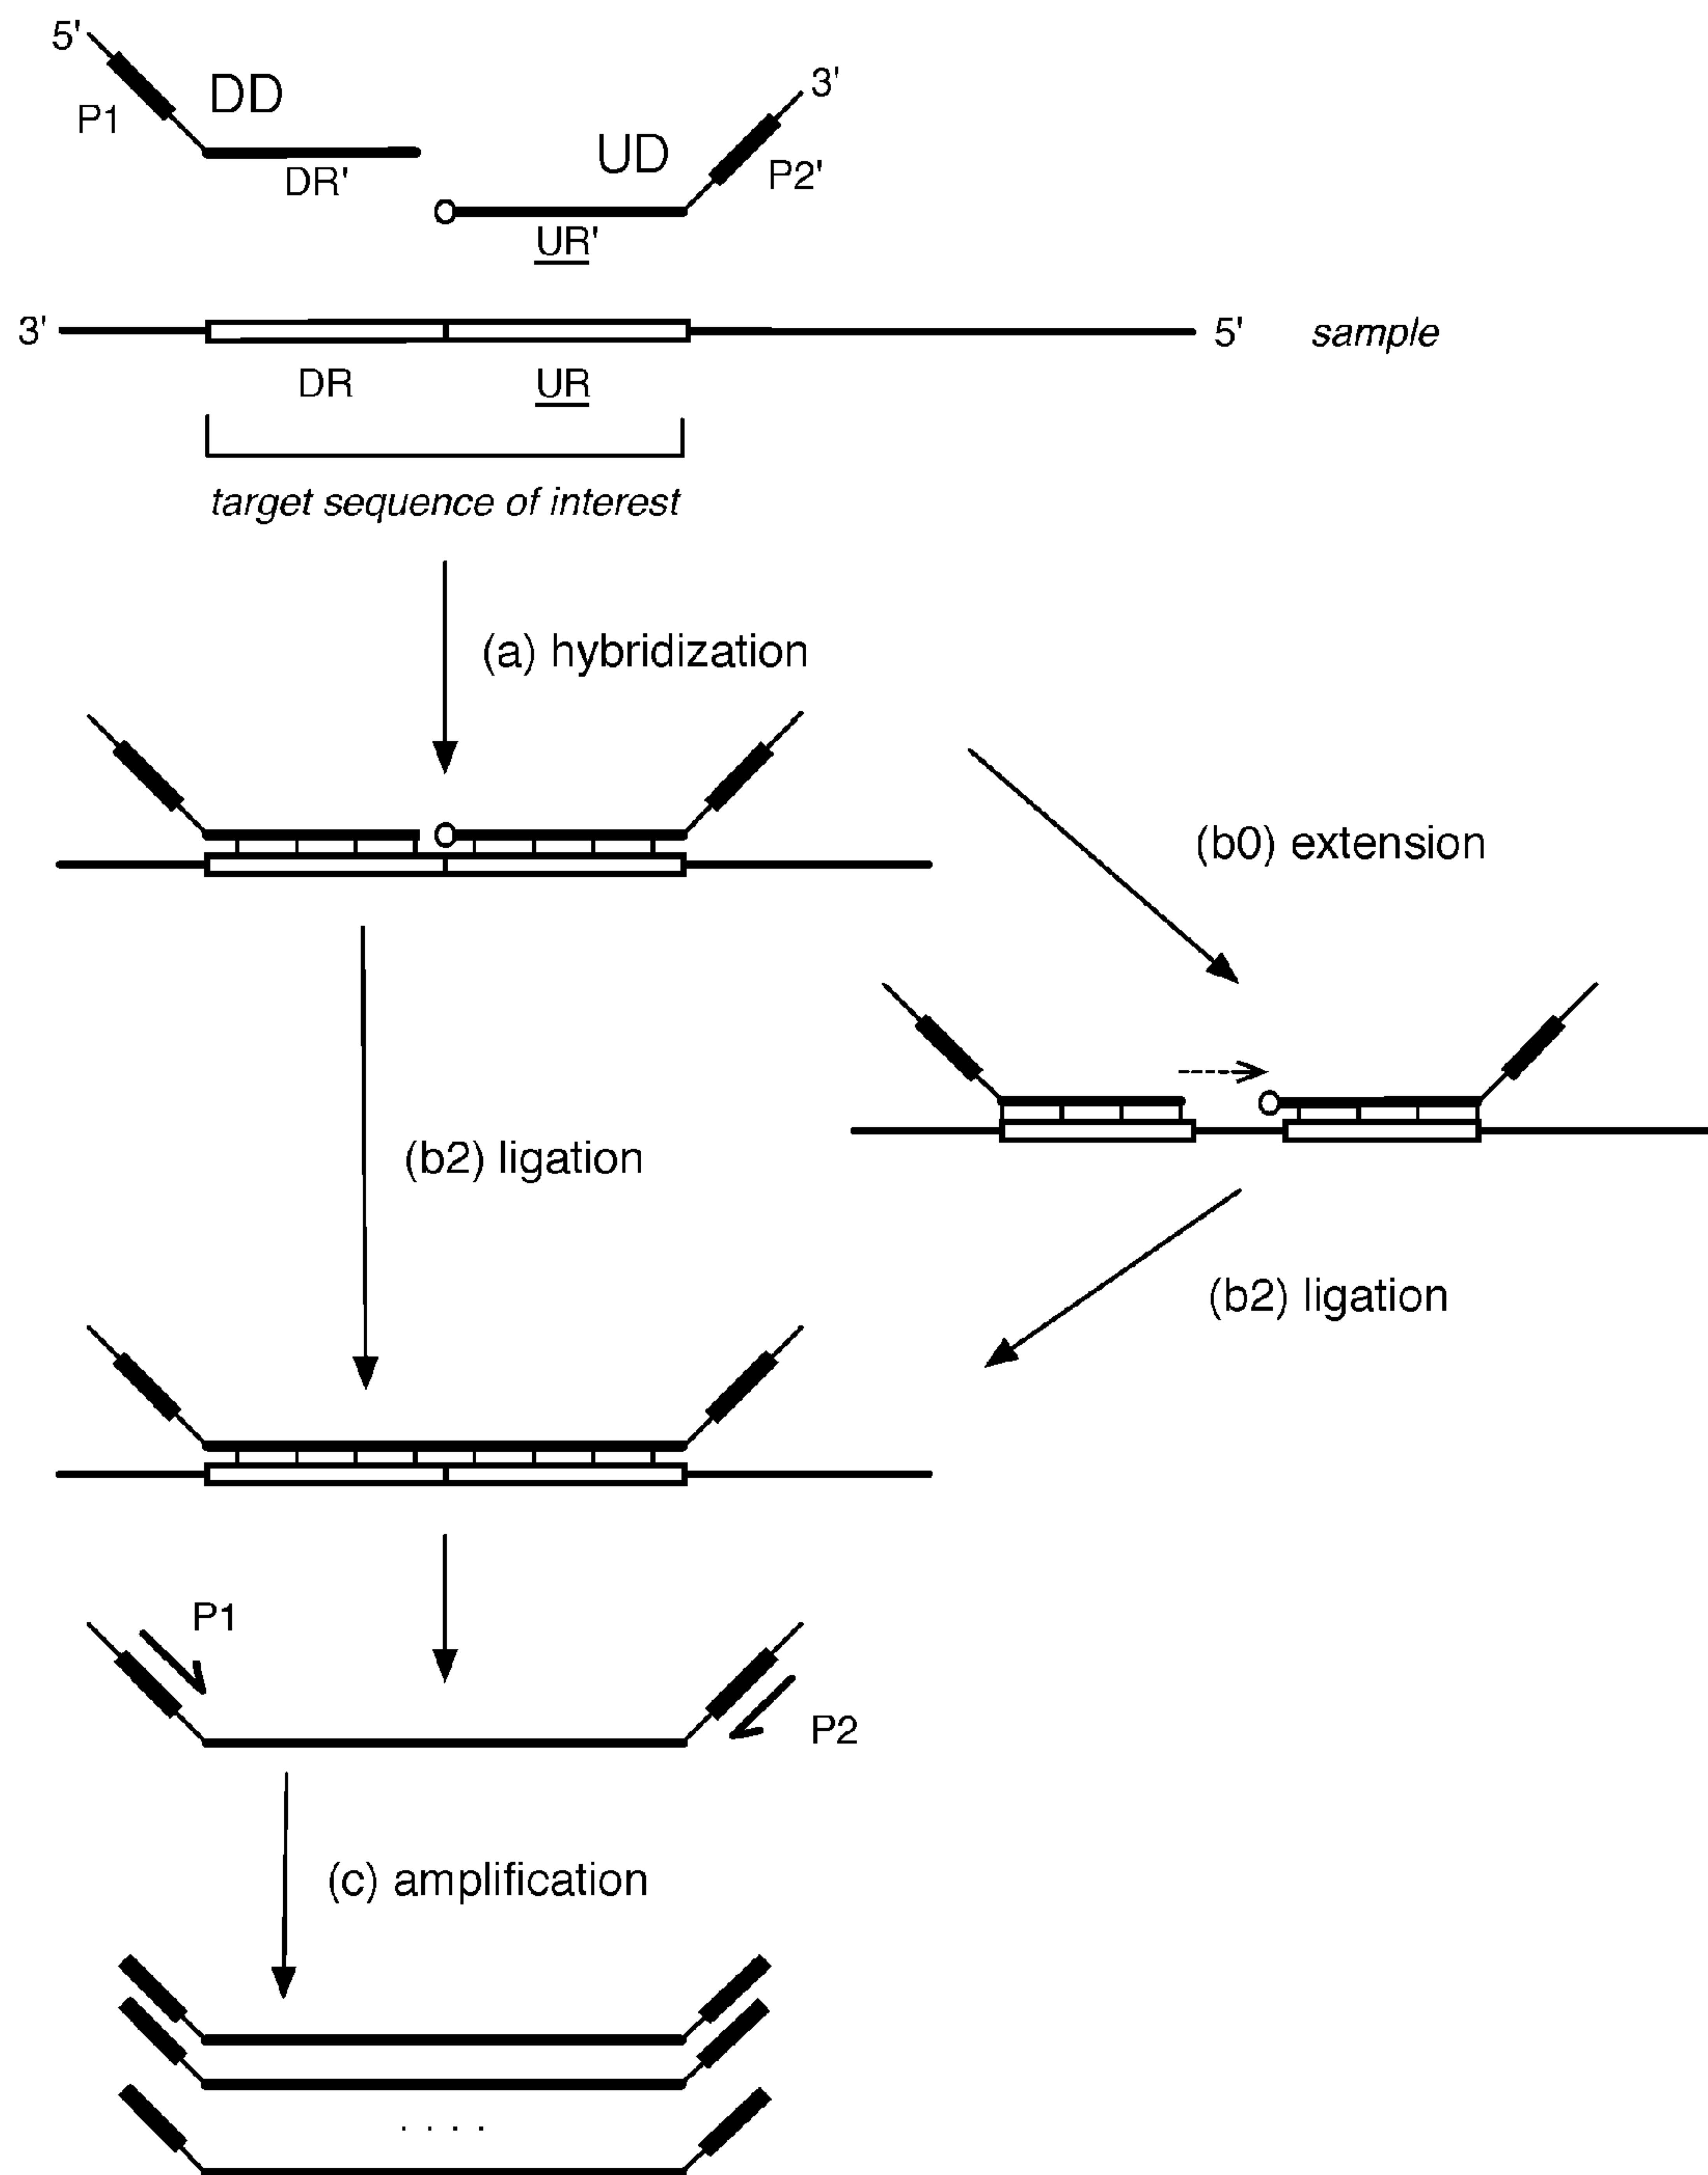 5'
P1
DD
DR'
UD
3'
P2'
UR'
3'
5'
sample
DR
UR
target sequence of interest
(a) hybridization
(b0) extension
(b2) ligation
(b2) ligation
P1
P2
(c) amplification
. . . .